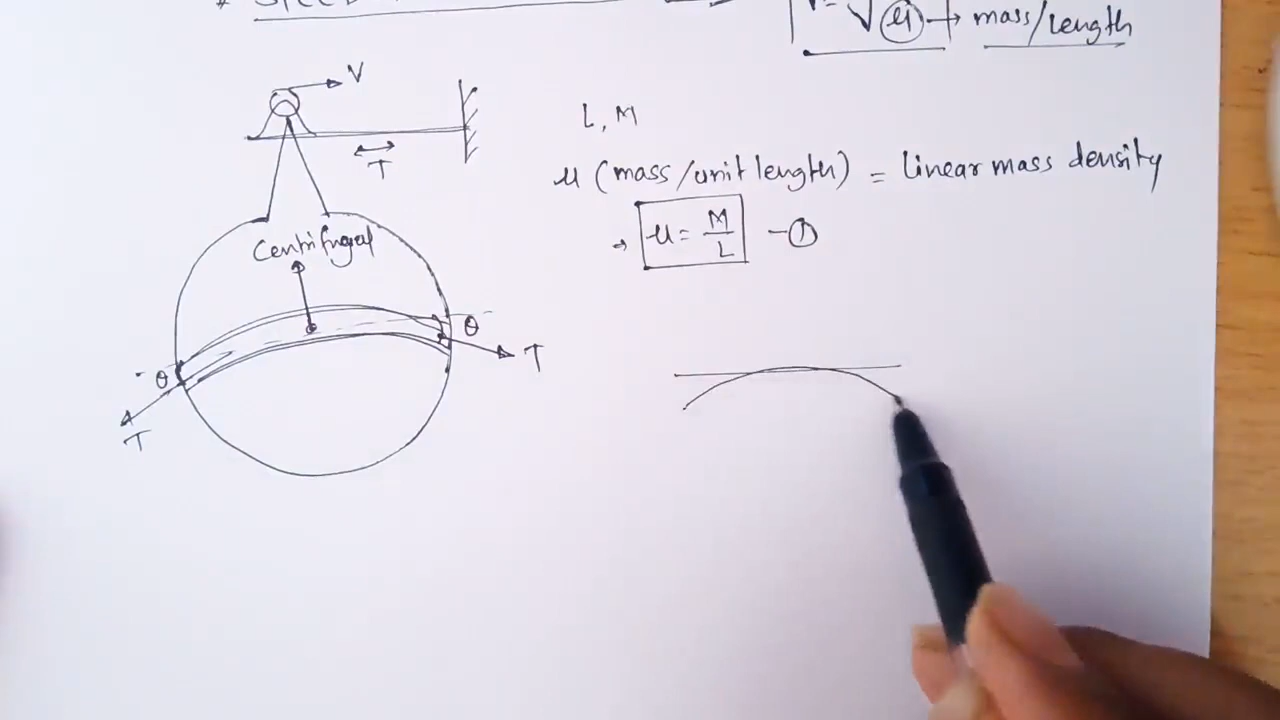 V = √μ → mass/length
V
T
L, M
μ (mass/unit length) = linear mass density
→ μ = M/L -①
Centrifugal
θ
θ
T
T